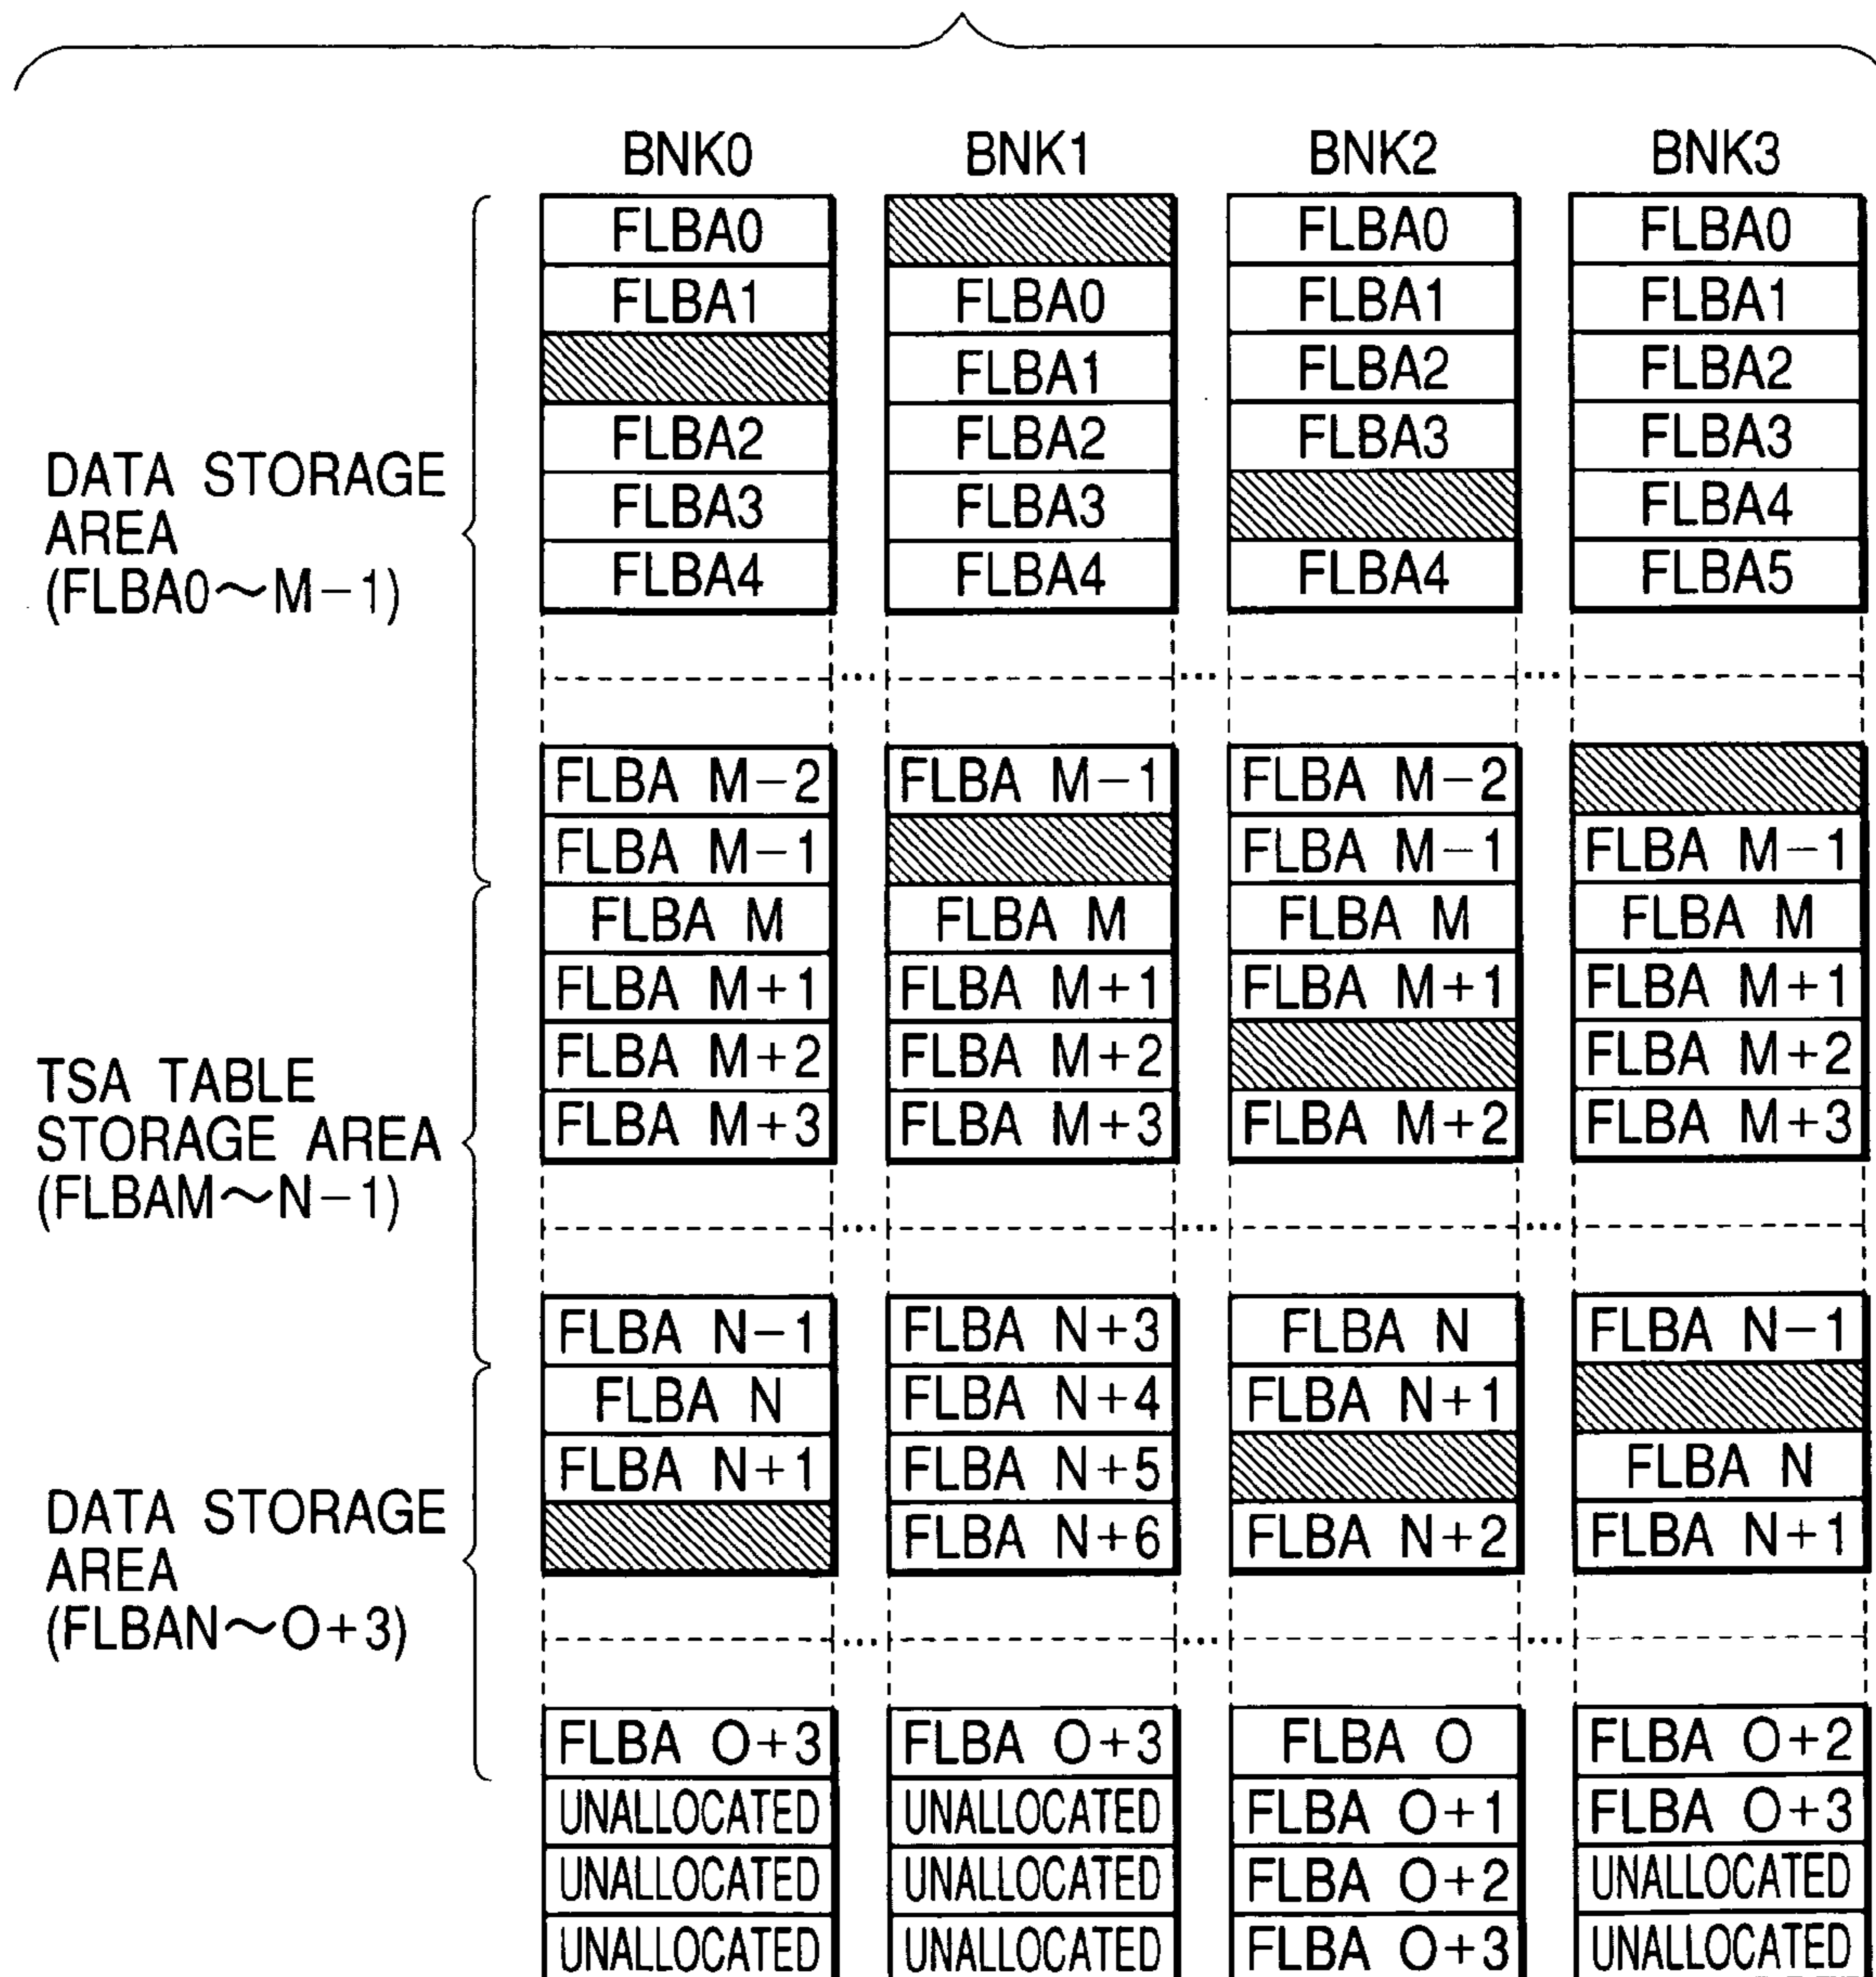 BNK0 BNK1 BNK2 BNK3
FLBA0 FLBA0 FLBA0
FLBA1 FLBA0 FLBA1 FLBA1
FLBA1 FLBA2 FLBA2
FLBA2 FLBA2 FLBA3 FLBA3
FLBA3 FLBA3 FLBA4
FLBA4 FLBA4 FLBA4 FLBA5
DATA STORAGE
AREA
(FLBA0～M−1)
FLBA M−2 FLBA M−1 FLBA M−2
FLBA M−1 FLBA M−1 FLBA M−1
FLBA M FLBA M FLBA M FLBA M
FLBA M+1 FLBA M+1 FLBA M+1 FLBA M+1
FLBA M+2 FLBA M+2 FLBA M+2
FLBA M+3 FLBA M+3 FLBA M+2 FLBA M+3
TSA TABLE
STORAGE AREA
(FLBAM～N−1)
FLBA N−1 FLBA N+3 FLBA N FLBA N−1
FLBA N FLBA N+4 FLBA N+1
FLBA N+1 FLBA N+5 FLBA N
FLBA N+6 FLBA N+2 FLBA N+1
DATA STORAGE
AREA
(FLBAN～O+3)
FLBA O+3 FLBA O+3 FLBA O FLBA O+2
UNALLOCATED UNALLOCATED FLBA O+1 FLBA O+3
UNALLOCATED UNALLOCATED FLBA O+2 UNALLOCATED
UNALLOCATED UNALLOCATED FLBA O+3 UNALLOCATED